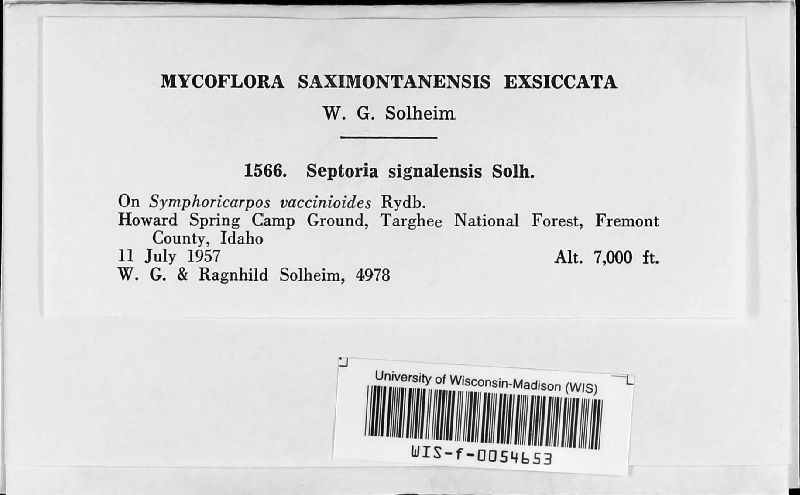 MYCOFLORA SAXIMONTANENSIS EXSICCATA
W. G. Solheim
1566. Septoria signalensis Solh.
On Symphoricarpos vaccinioides Rydb.
Howard Spring Camp Ground, Targhee National Forest, Fremont
County, Idaho
11 July 1957 Alt. 7,000 ft.
W. G. & Ragnhild Solheim, 4978
University of Wisconsin-Madison (WIS)
WIS-f-0054653